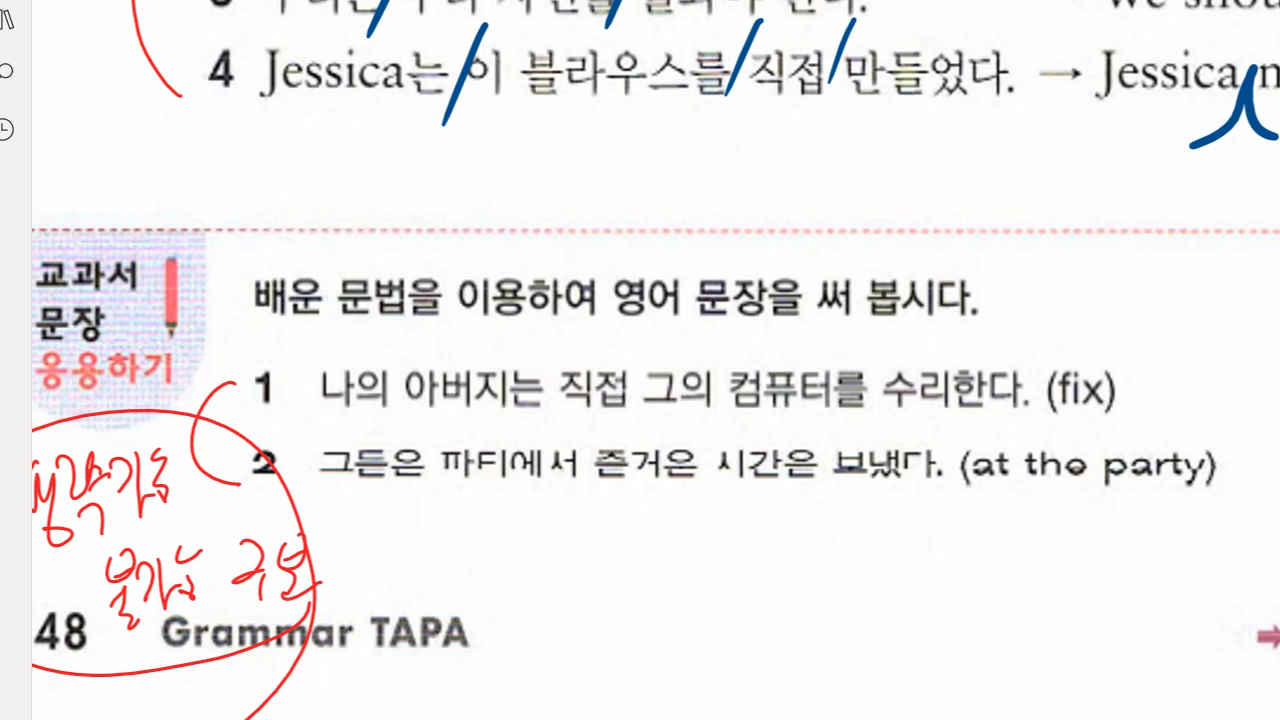 4 Jessica는 이 블라우스를 직접 만들었다. → Jessica
교과서
문장
응용하기
배운 문법을 이용하여 영어 문장을 써 봅시다.
1 나의 아버지는 직접 그의 컴퓨터를 수리한다. (fix)
2 그들은 파티에서 즐거운 시간을 보냈다. (at the party)
생략가능
불가능 구분
48 Grammar TAPA